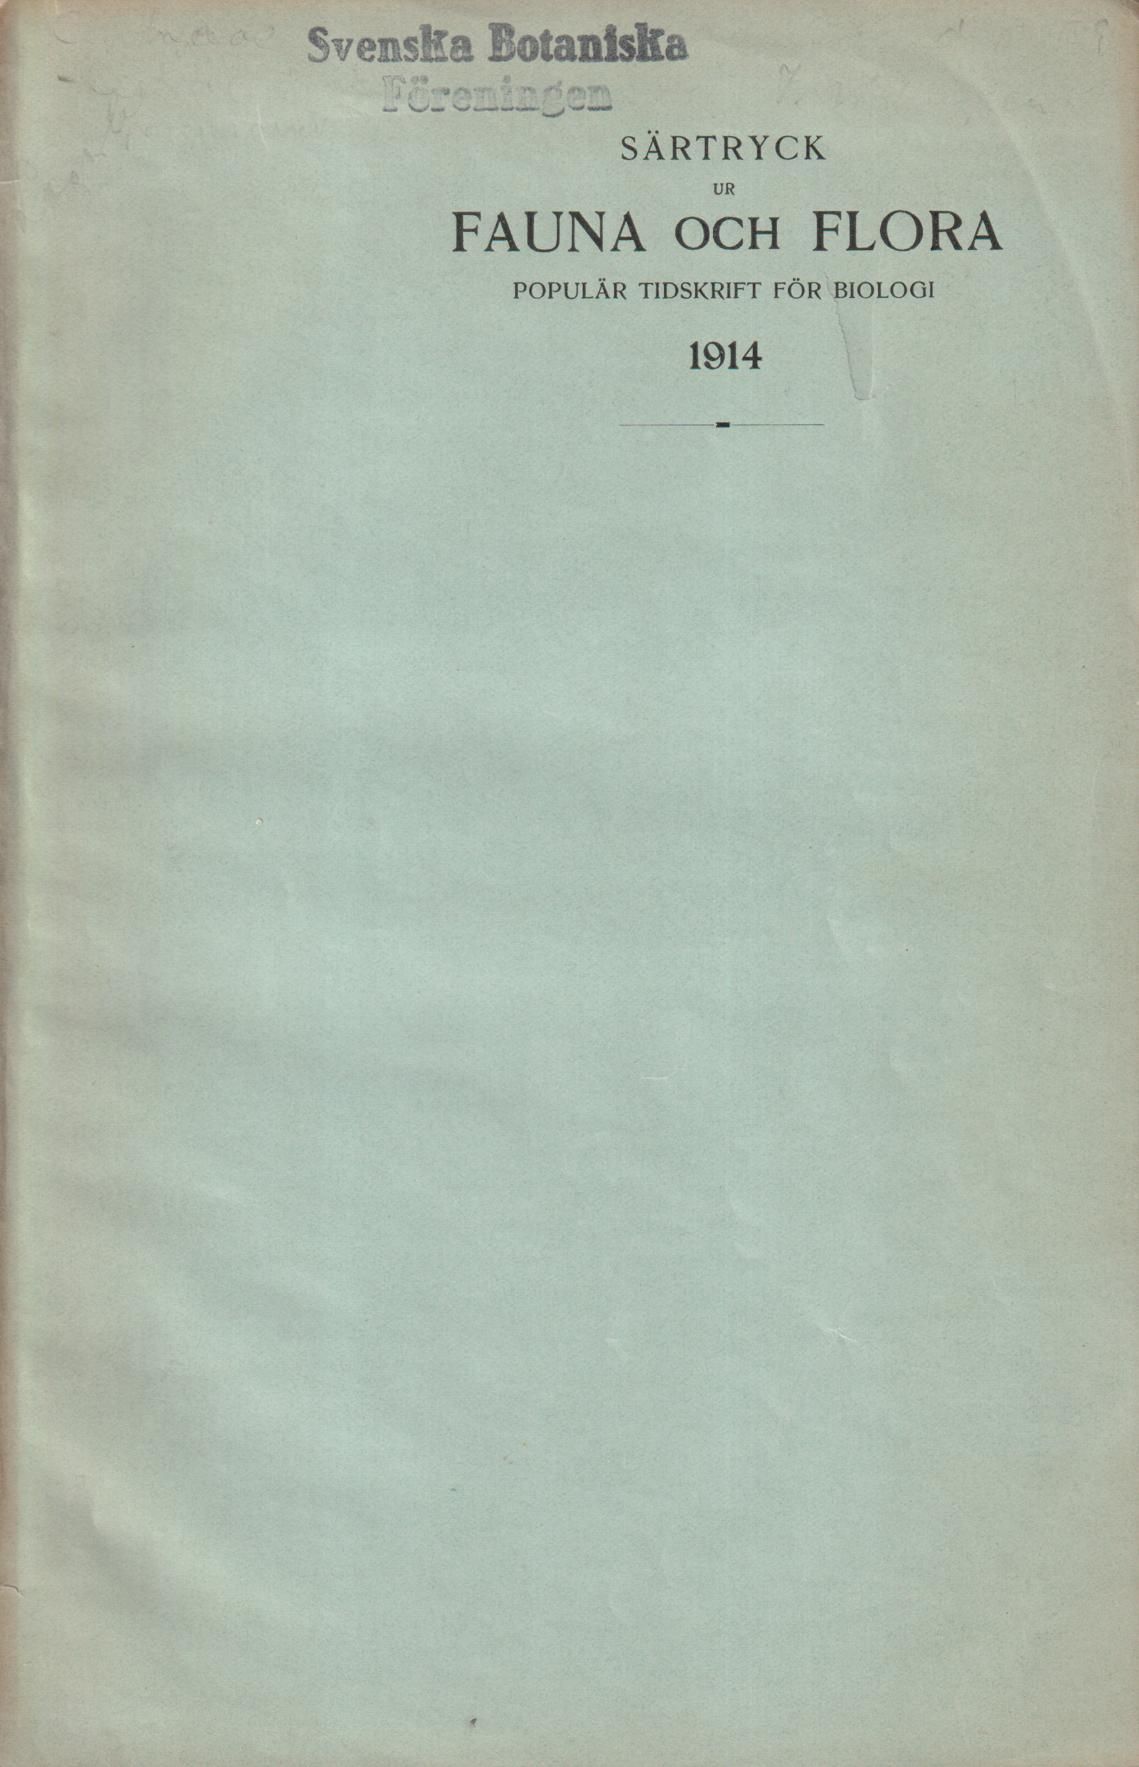 Svenska Botaniska
Föreningen
SÄRTRYCK
UR
FAUNA OCH FLORA
POPULÄR TIDSKRIFT FÖR BIOLOGI
1914